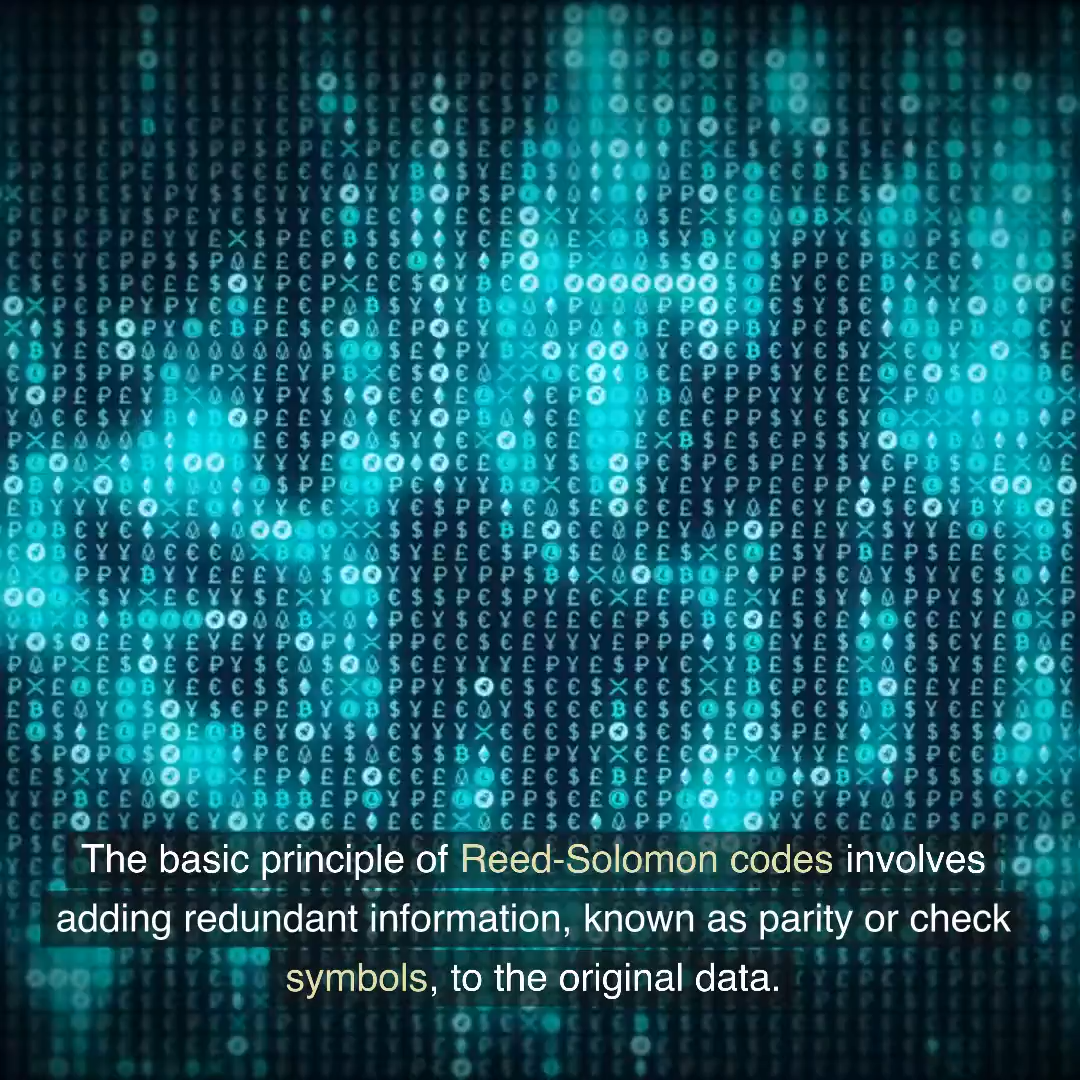 The basic principle of Reed-Solomon codes involves
adding redundant information, known as parity or check
symbols, to the original data.